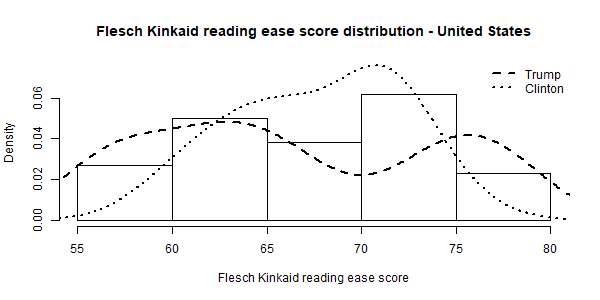 Flesch Kinkaid reading ease score distribution - United States
Trump
Clinton
Density
0.06
0.04
0.02
0.00
55 60 65 70 75 80
Flesch Kinkaid reading ease score